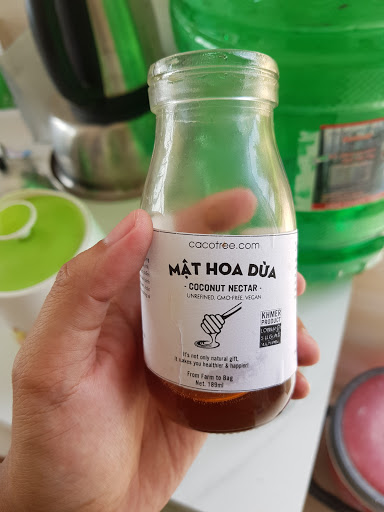 cacotree.com
MẬT HOA DỪA
- COCONUT NECTAR -
UNREFINED, GMO-FREE, VEGAN
KHMER
PRODUCT
It's not only natural gift,
it makes you healthier & happier!
From Farm to Bag
Net. 189ml